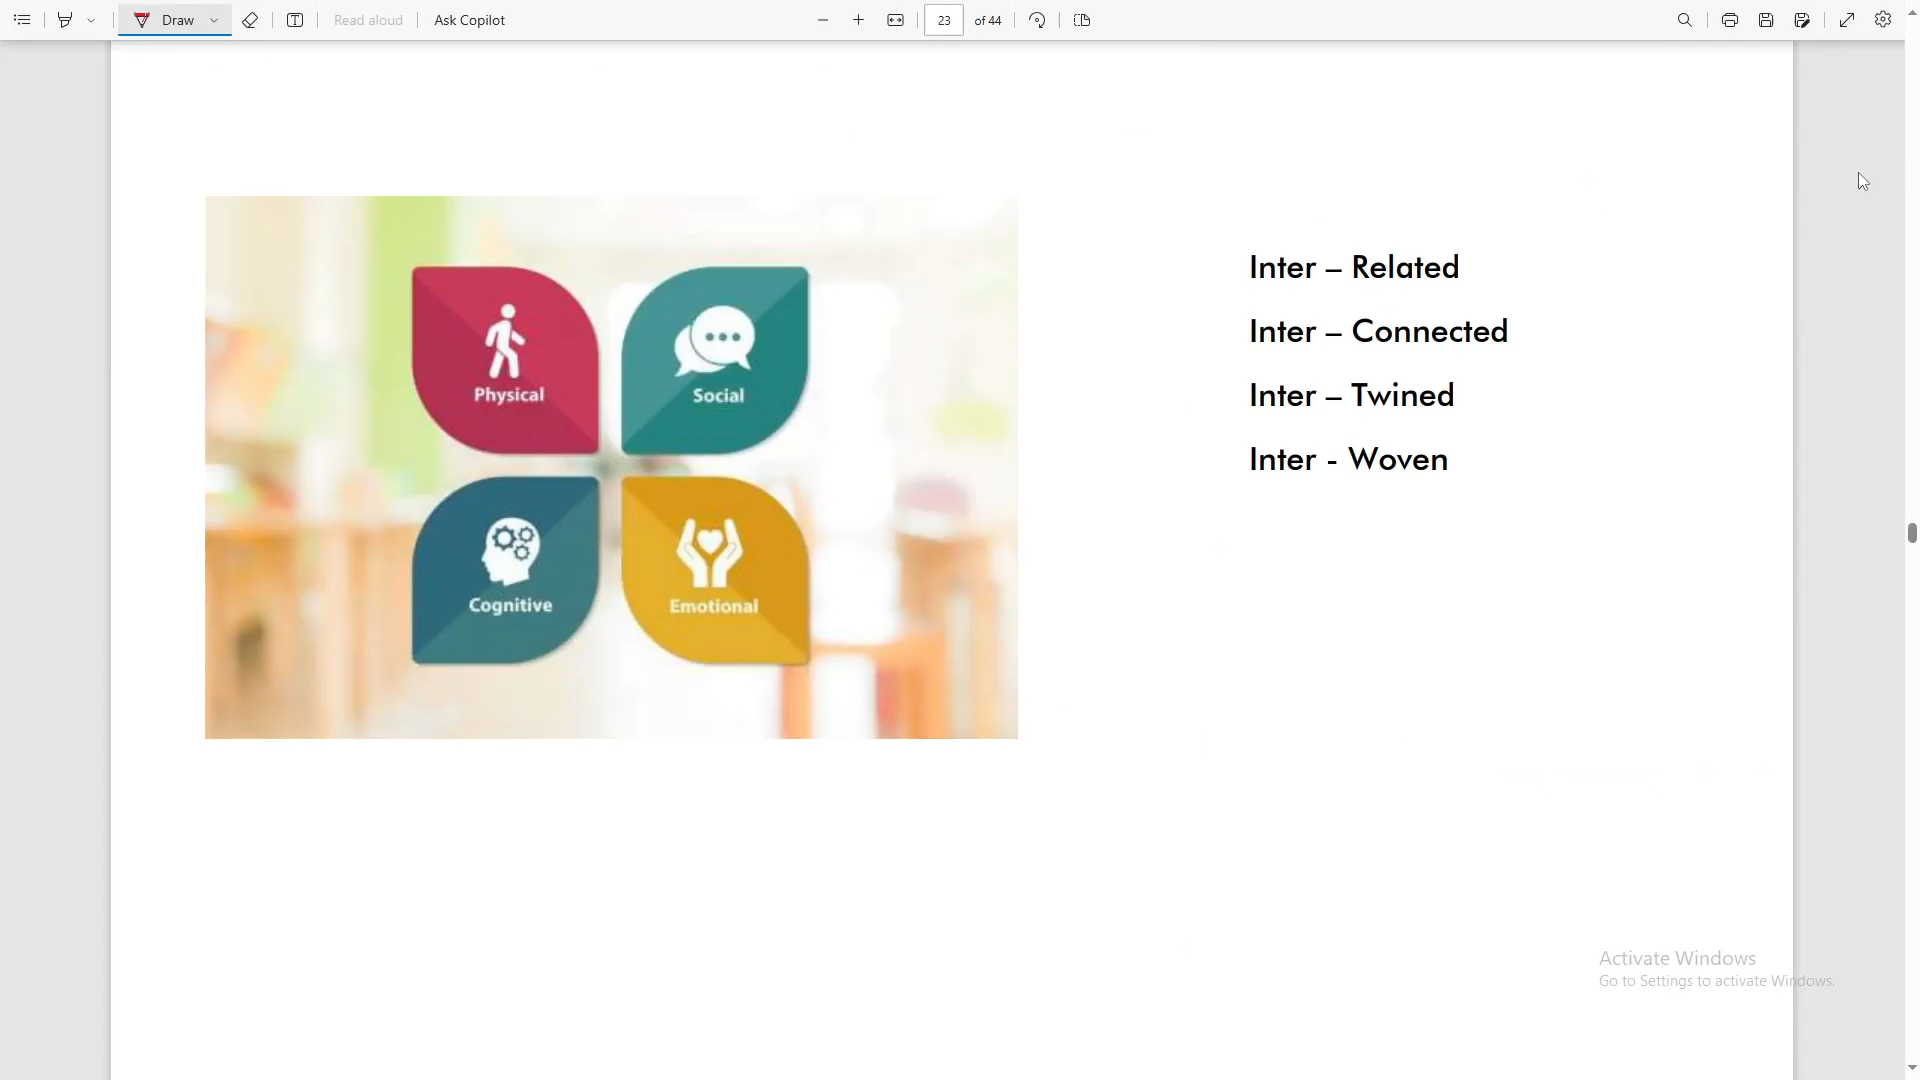 Draw
Read aloud
Ask Copilot
23
of 44
Physical
Social
Cognitive
Emotional
Inter – Related
Inter – Connected
Inter – Twined
Inter - Woven
Activate Windows
Go to Settings to activate Windows.